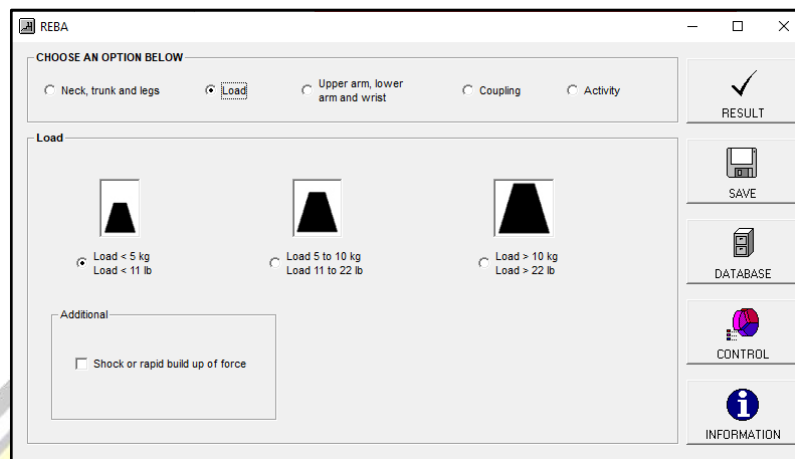 REBA
CHOOSE AN OPTION BELOW
Neck, trunk and legs
Load
Upper arm, lower
arm and wrist
Coupling
Activity
RESULT
Load
SAVE
Load < 5 kg
Load < 11 lb
Load 5 to 10 kg
Load 11 to 22 lb
Load > 10 kg
Load > 22 lb
DATABASE
Additional
Shock or rapid build up of force
CONTROL
INFORMATION